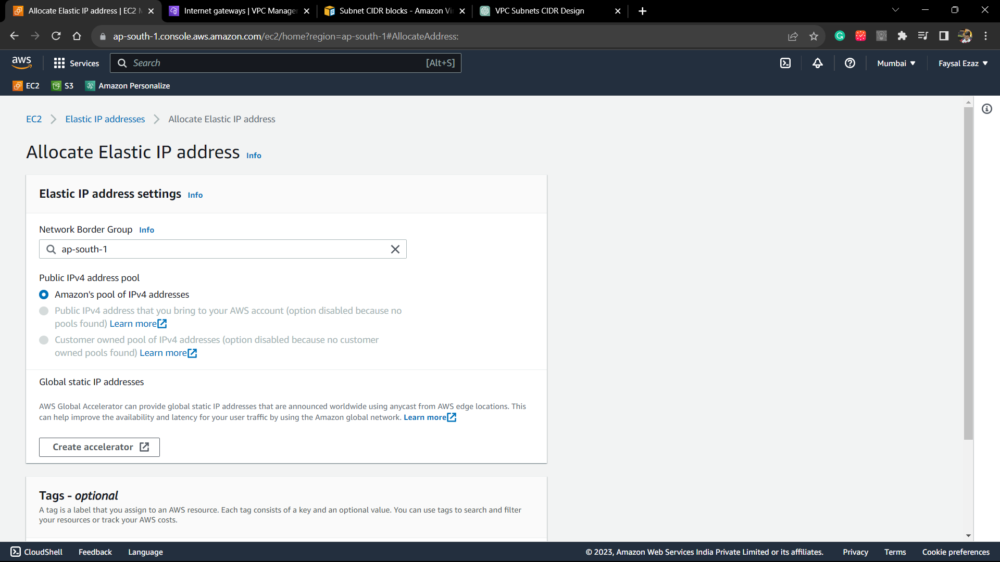 Allocate Elastic IP address | EC2
Internet gateways | VPC Manage
Subnet CIDR blocks - Amazon Vi
VPC Subnets CIDR Design
ap-south-1.console.aws.amazon.com/ec2/home?region=ap-south-1#AllocateAddress:
aws
Services
Search
[Alt+S]
Mumbai
Faysal Ezaz
EC2
S3
Amazon Personalize
EC2
Elastic IP addresses
Allocate Elastic IP address
Allocate Elastic IP address Info
Elastic IP address settings Info
Network Border Group Info
ap-south-1
Public IPv4 address pool
Amazon's pool of IPv4 addresses
Public IPv4 address that you bring to your AWS account (option disabled because no
pools found) Learn more
Customer owned pool of IPv4 addresses (option disabled because no customer
owned pools found) Learn more
Global static IP addresses
AWS Global Accelerator can provide global static IP addresses that are announced worldwide using anycast from AWS edge locations. This
can help improve the availability and latency for your user traffic by using the Amazon global network. Learn more
Create accelerator
Tags - optional
A tag is a label that you assign to an AWS resource. Each tag consists of a key and an optional value. You can use tags to search and filter
your resources or track your AWS costs.
CloudShell
Feedback
Language
© 2023, Amazon Web Services India Private Limited or its affiliates.
Privacy
Terms
Cookie preferences